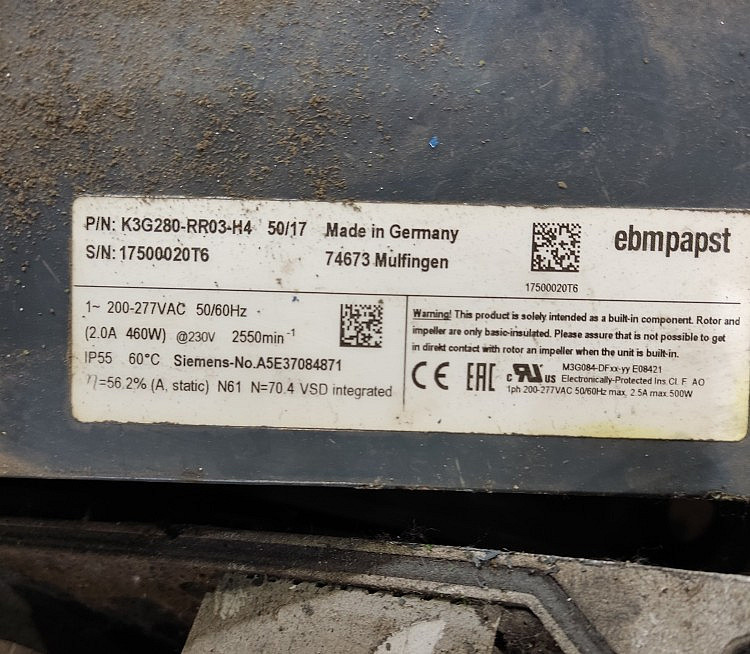 P/N: K3G280-RR03-H4 50/17 Made in Germany
S/N: 17500020T6 74673 Mulfingen
17500020T6
ebmpapst
1~ 200-277VAC 50/60Hz
(2.0A 460W) @230V 2550min⁻¹
IP55 60°C Siemens-No.A5E37084871
η=56.2% (A, static) N61 N=70.4 VSD integrated
Warning! This product is solely intended as a built-in component. Rotor and
impeller are only basic-insulated. Please assure that is not possible to get
in direkt contact with rotor an impeller when the unit is built-in.
CE EAC c RU US
M3G084-DFxx-yy E08421
Electronically-Protected Ins.Cl. F AO
1ph 200-277VAC 50/60Hz max. 2.5A max.500W